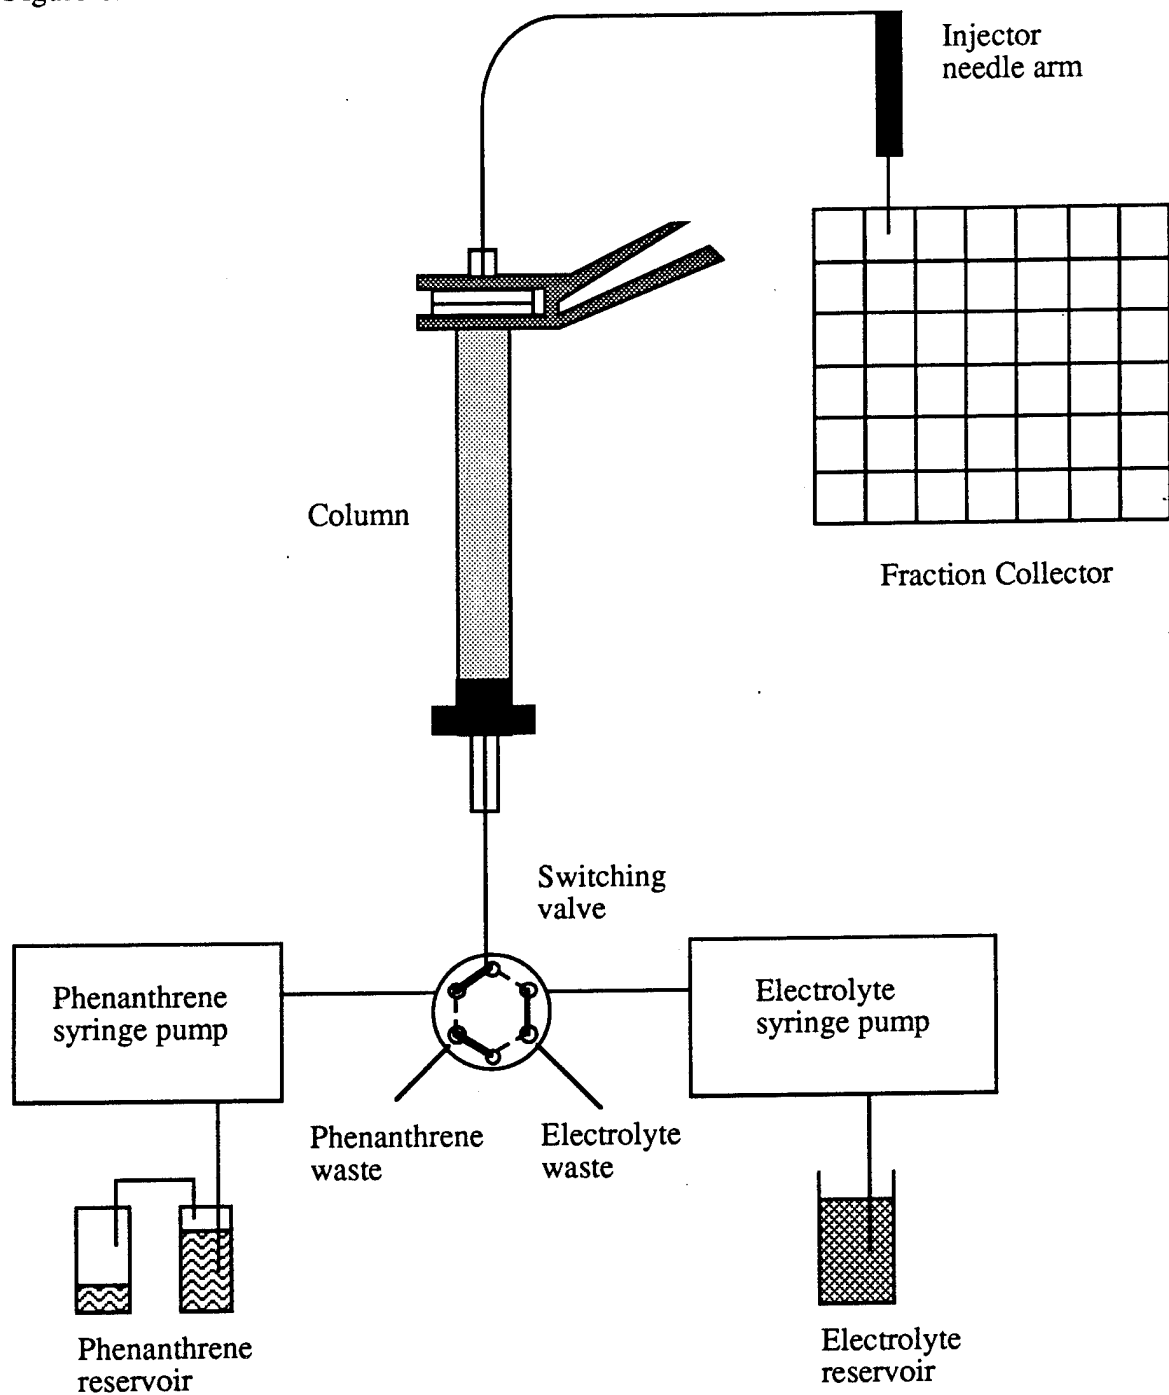 Injector
needle arm
Column
Fraction Collector
Switching
valve
Phenanthrene
syringe pump
Electrolyte
syringe pump
Phenanthrene
waste
Electrolyte
waste
Phenanthrene
reservoir
Electrolyte
reservoir